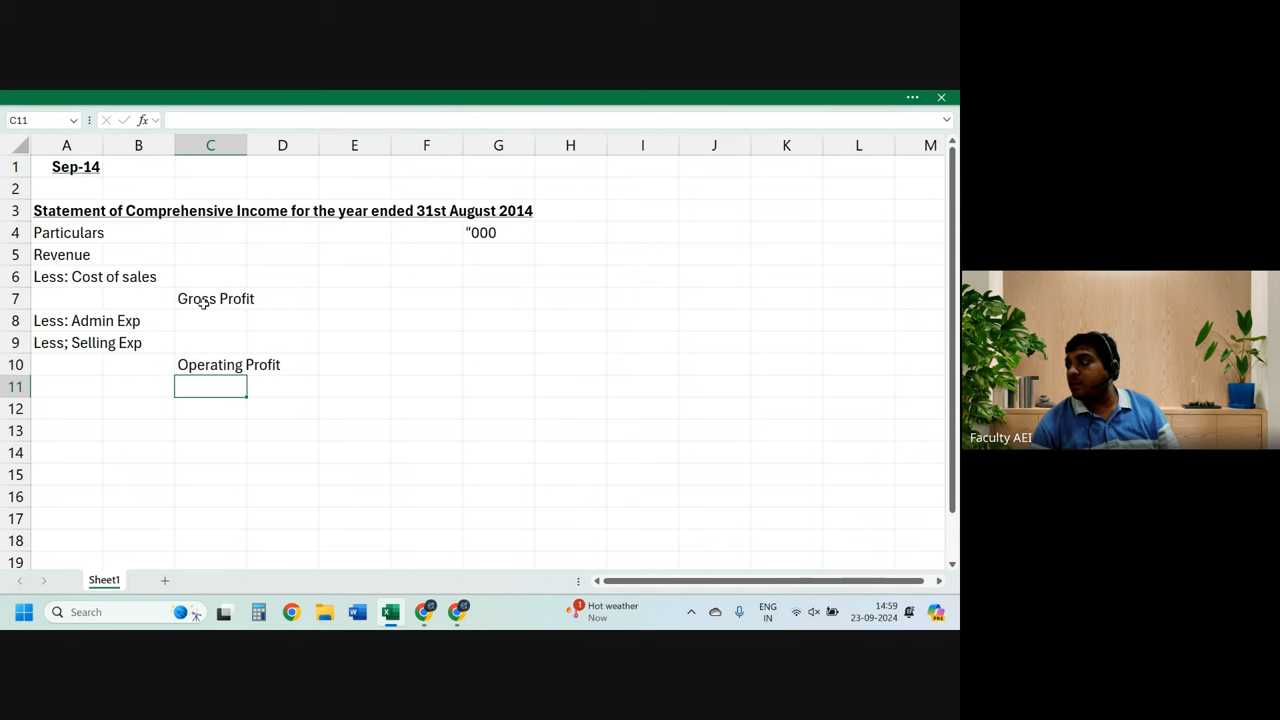 C11
fx
A B C D E F G H I J K L M
1 Sep-14
2
3 Statement of Comprehensive Income for the year ended 31st August 2014
4 Particulars "000
5 Revenue
6 Less: Cost of sales
7 Gross Profit
8 Less: Admin Exp
9 Less; Selling Exp
10 Operating Profit
11
12
13
14
15
16
17
18
19
Faculty AEI
Sheet1
Search
1 Hot weather
Now
ENG
IN
14:59
23-09-2024